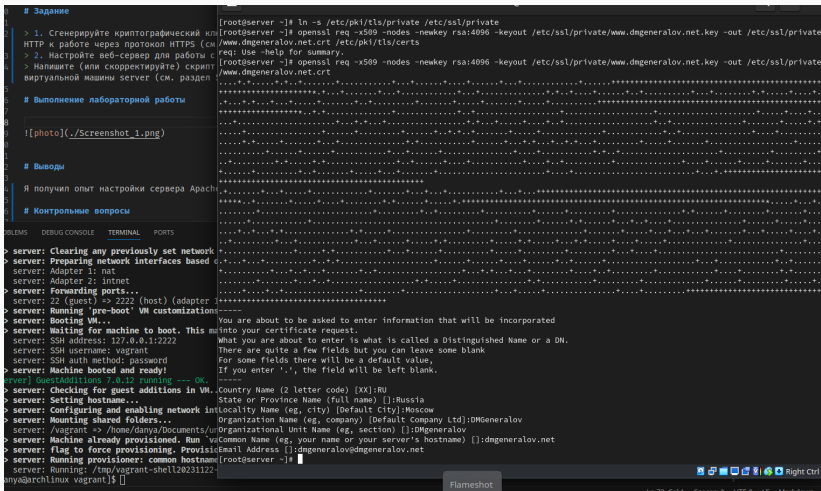 # Задание
> 1. Сгенерируйте криптографический кл
HTTP к работе через протокол HTTPS (см
> 2. Настройте веб-сервер для работы с
> Напишите (или скорректируйте) скрипт
виртуальной машины server (см. раздел
# Выполнение лабораторной работы
![photo](./Screenshot_1.png)
# Выводы
Я получил опыт настройки сервера Apach
# Контрольные вопросы
DEBUG CONSOLE TERMINAL PORTS
> server: Clearing any previously set network
> server: Preparing network interfaces based
server: Adapter 1: nat
server: Adapter 2: intnet
> server: Forwarding ports...
server: 22 (guest) => 2222 (host) (adapter 1
> server: Running 'pre-boot' VM customizations
> server: Booting VM...
> server: Waiting for machine to boot. This ma
server: SSH address: 127.0.0.1:2222
server: SSH username: vagrant
server: SSH auth method: password
> server: Machine booted and ready!
erver] GuestAdditions 7.0.12 running --- OK.
> server: Checking for guest additions in VM..
> server: Setting hostname...
> server: Configuring and enabling network int
> server: Mounting shared folders...
server: /vagrant => /home/danya/Documents/un
> server: Machine already provisioned. Run `va
> server: flag to force provisioning. Provisio
> server: Running provisioner: common hostname
server: Running: /tmp/vagrant-shell20231122-
anya@archlinux vagrant]$
[root@server ~]# ln -s /etc/pki/tls/private /etc/ssl/private
[root@server ~]# openssl req -x509 -nodes -newkey rsa:4096 -keyout /etc/ssl/private/www.dmgeneralov.net.key -out /etc/ssl/private
/www.dmgeneralov.net.crt /etc/pki/tls/certs
req: Use -help for summary.
[root@server ~]# openssl req -x509 -nodes -newkey rsa:4096 -keyout /etc/ssl/private/www.dmgeneralov.net.key -out /etc/ssl/private
/www.dmgeneralov.net.crt
-----
You are about to be asked to enter information that will be incorporated
into your certificate request.
What you are about to enter is what is called a Distinguished Name or a DN.
There are quite a few fields but you can leave some blank
For some fields there will be a default value,
If you enter '.', the field will be left blank.
-----
Country Name (2 letter code) [XX]:RU
State or Province Name (full name) []:Russia
Locality Name (eg, city) [Default City]:Moscow
Organization Name (eg, company) [Default Company Ltd]:DMGeneralov
Organizational Unit Name (eg, section) []:DMgeneralov
Common Name (eg, your name or your server's hostname) []:dmgeneralov.net
Email Address []:dmgeneralov@dmgeneralov.net
[root@server ~]#
Right Ctrl
Flameshot